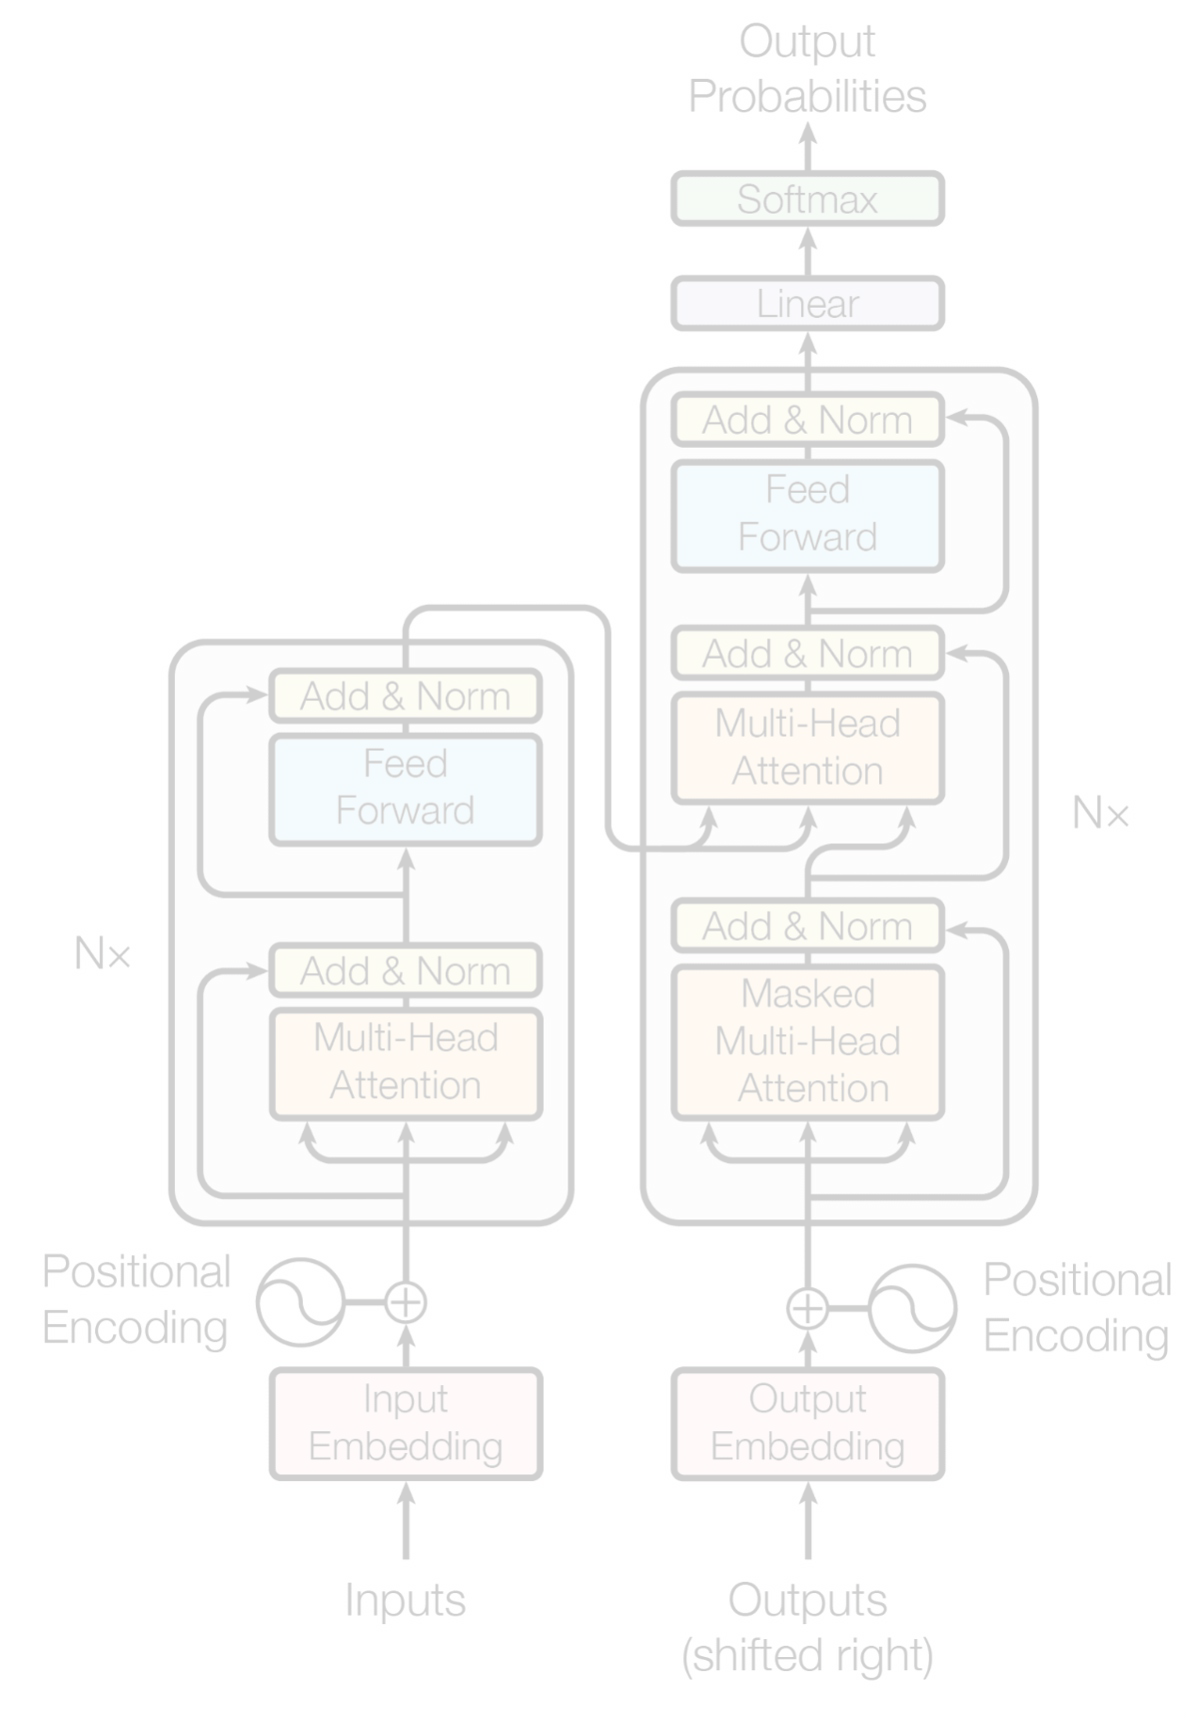 Output
Probabilities
Softmax
Linear
Add & Norm
Feed
Forward
Add & Norm
Multi-Head
Attention
N×
Add & Norm
Masked
Multi-Head
Attention
Add & Norm
Feed
Forward
N×
Add & Norm
Multi-Head
Attention
Positional
Encoding
Positional
Encoding
Input
Embedding
Output
Embedding
Inputs
Outputs
(shifted right)